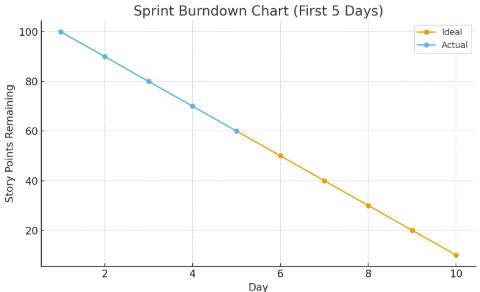 Sprint Burndown Chart (First 5 Days)
Ideal
Actual
100
80
60
40
20
Story Points Remaining
2 4 6 8 10
Day